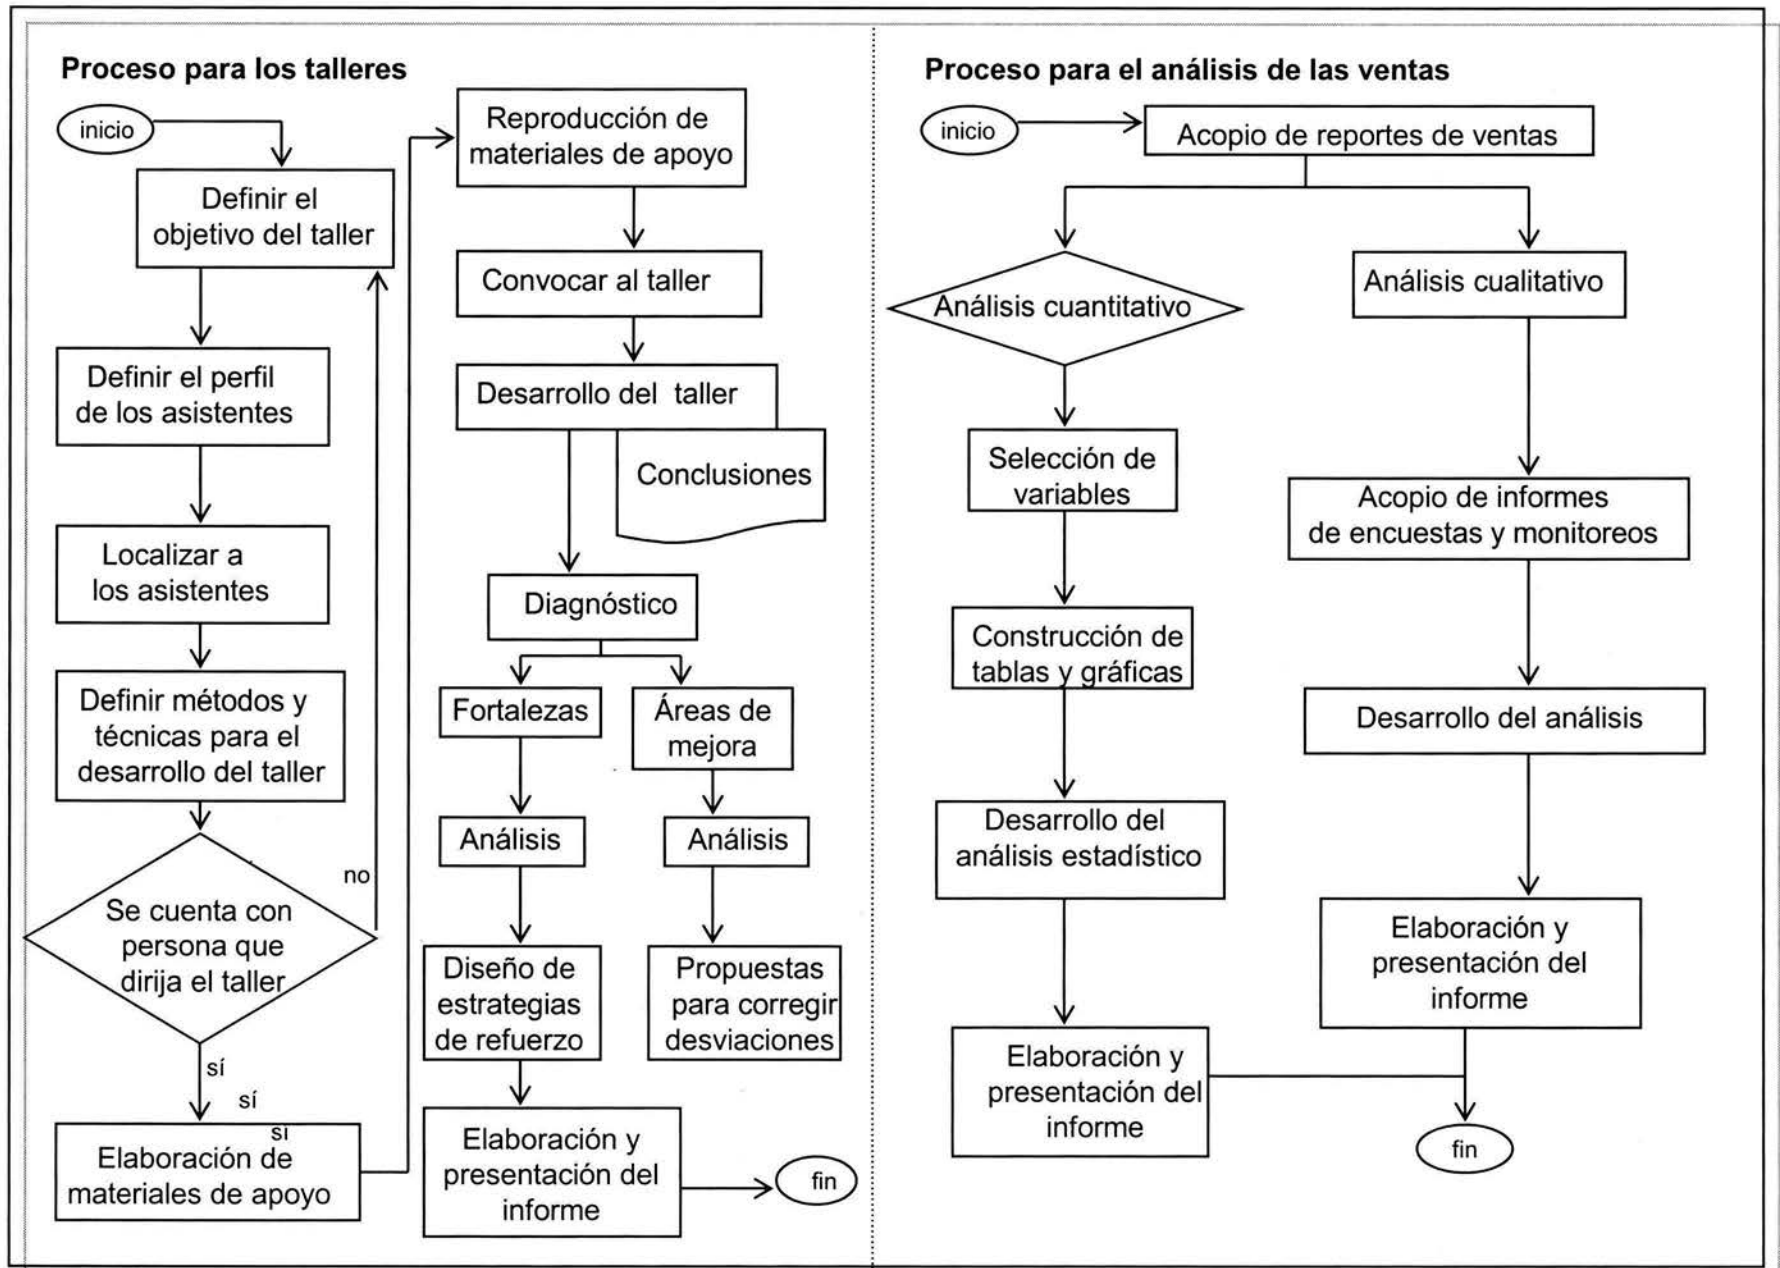 Proceso para los talleres
inicio
Definir el
objetivo del taller
Definir el perfil
de los asistentes
Localizar a
los asistentes
Definir métodos y
técnicas para el
desarrollo del taller
no
Se cuenta con
persona que
dirija el taller
sí
sí
sí
Elaboración de
materiales de apoyo
Reproducción de
materiales de apoyo
Convocar al taller
Desarrollo del taller
Conclusiones
Diagnóstico
Fortalezas
Análisis
Diseño de
estrategias
de refuerzo
Áreas de
mejora
Análisis
Propuestas
para corregir
desviaciones
Elaboración y
presentación del
informe
fin
Proceso para el análisis de las ventas
inicio
Acopio de reportes de ventas
Análisis cuantitativo
Selección de
variables
Construcción de
tablas y gráficas
Desarrollo del
análisis estadístico
Elaboración y
presentación del
informe
Análisis cualitativo
Acopio de informes
de encuestas y monitoreos
Desarrollo del análisis
Elaboración y
presentación del
informe
fin